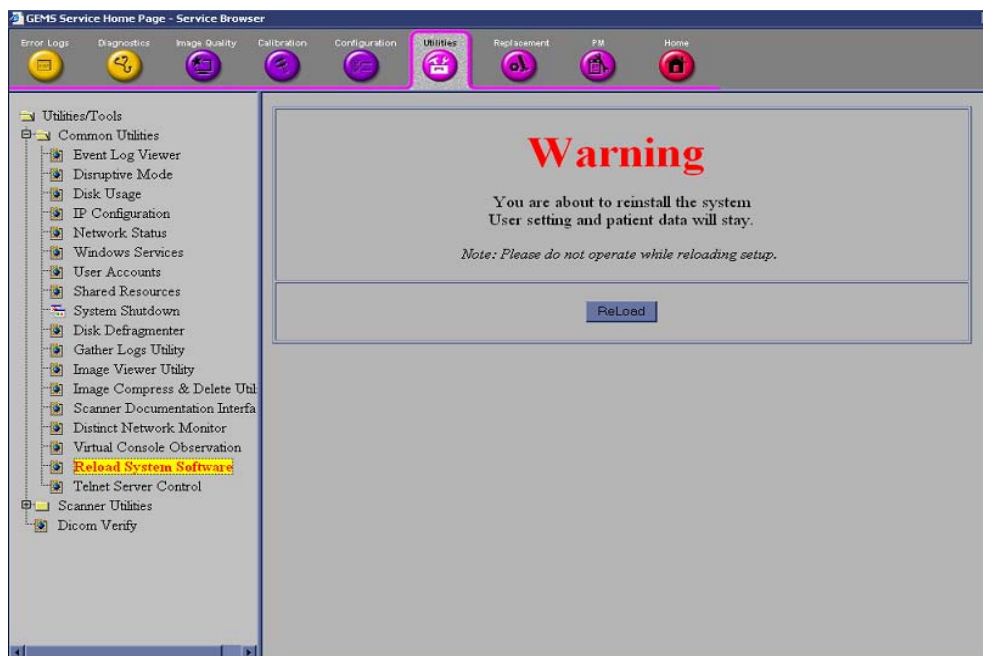 GEMS Service Home Page - Service Browser
Error Logs Diagnostics Image Quality Calibration Configuration Utilities Replacement PM Home
Utilities/Tools
Common Utilities
Event Log Viewer
Disruptive Mode
Disk Usage
IP Configuration
Network Status
Windows Services
User Accounts
Shared Resources
System Shutdown
Disk Defragmenter
Gather Logs Utility
Image Viewer Utility
Image Compress & Delete Util
Scanner Documentation Interfa
Distinct Network Monitor
Virtual Console Observation
Reload System Software
Telnet Server Control
Scanner Utilities
Dicom Verify
Warning
You are about to reinstall the system
User setting and patient data will stay.
Note: Please do not operate while reloading setup.
ReLoad